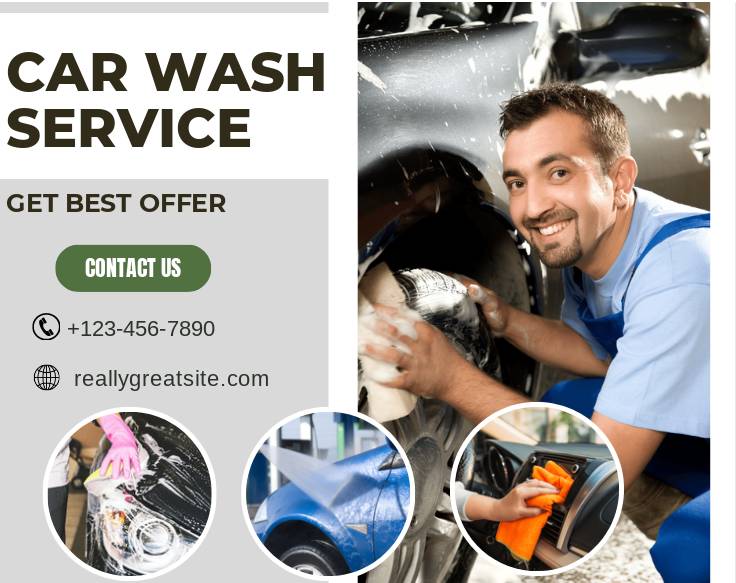 CAR WASH
SERVICE
GET BEST OFFER
CONTACT US
+123-456-7890
reallygreatsite.com